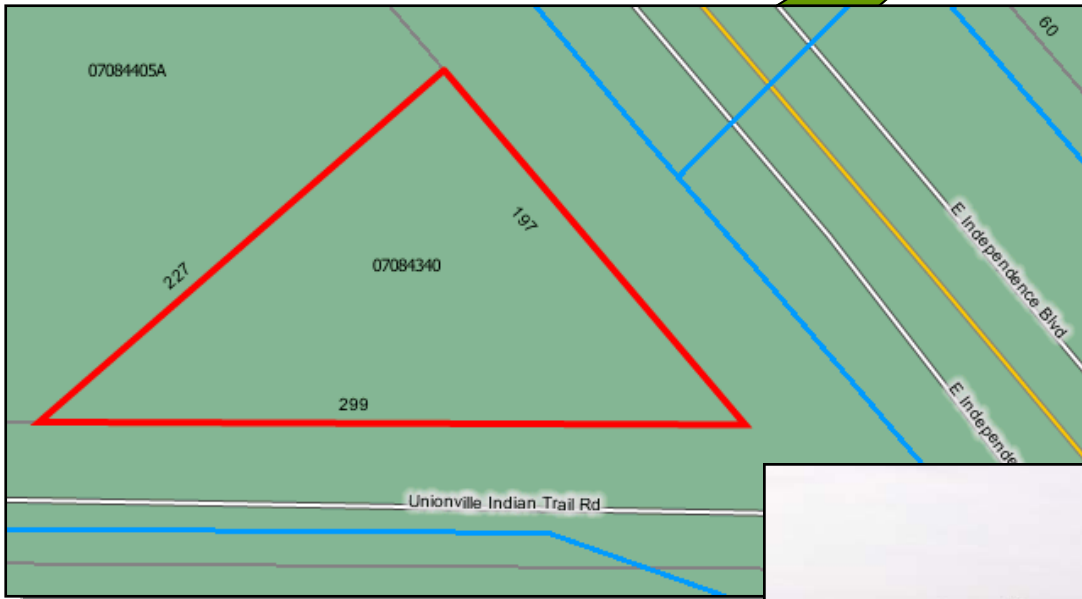 07084405A
60
197
E Independence Blvd
227
07084340
299
E Independe
Unionville Indian Trail Rd